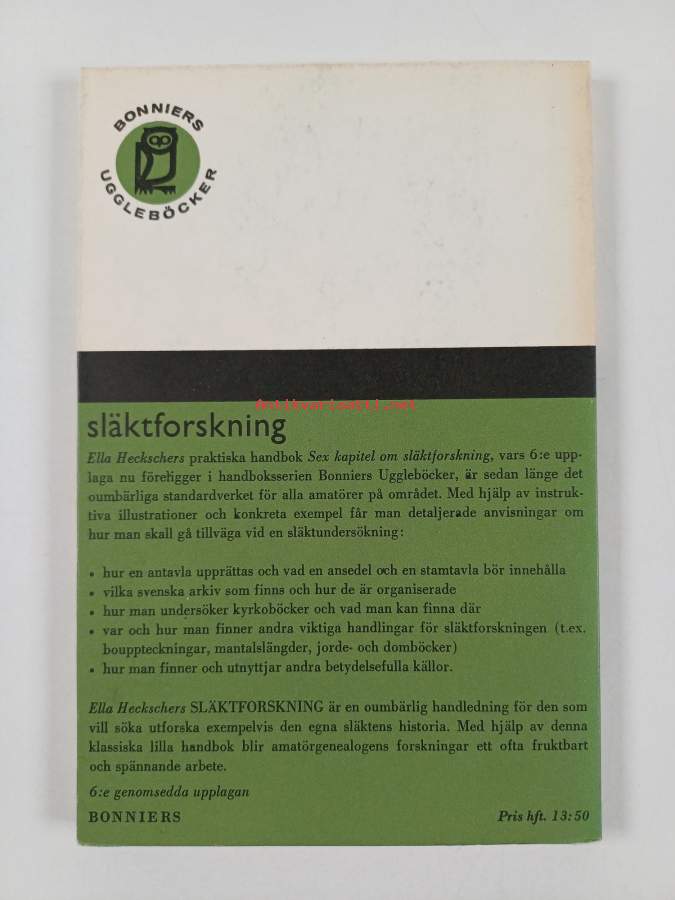 BONNIERS
UGGLEBÖCKER
Antikvariaatti.net
släktforskning
Ella Heckschers praktiska handbok Sex kapitel om släktforskning, vars 6:e upp-
laga nu föreligger i handboksserien Bonniers Uggleböcker, är sedan länge det
oumbärliga standardverket för alla amatörer på området. Med hjälp av instruk-
tiva illustrationer och konkreta exempel får man detaljerade anvisningar om
hur man skall gå tillväga vid en släktundersökning:
• hur en antavla upprättas och vad en ansedel och en stamtavla bör innehålla
• vilka svenska arkiv som finns och hur de är organiserade
• hur man undersöker kyrkoböcker och vad man kan finna där
• var och hur man finner andra viktiga handlingar för släktforskningen (t.ex.
bouppteckningar, mantalslängder, jorde- och domböcker)
• hur man finner och utnyttjar andra betydelsefulla källor.
Ella Heckschers SLÄKTFORSKNING är en oumbärlig handledning för den som
vill söka utforska exempelvis den egna släktens historia. Med hjälp av denna
klassiska lilla handbok blir amatörgenealogens forskningar ett ofta fruktbart
och spännande arbete.
6:e genomsedda upplagan
BONNIERS Pris hft. 13:50